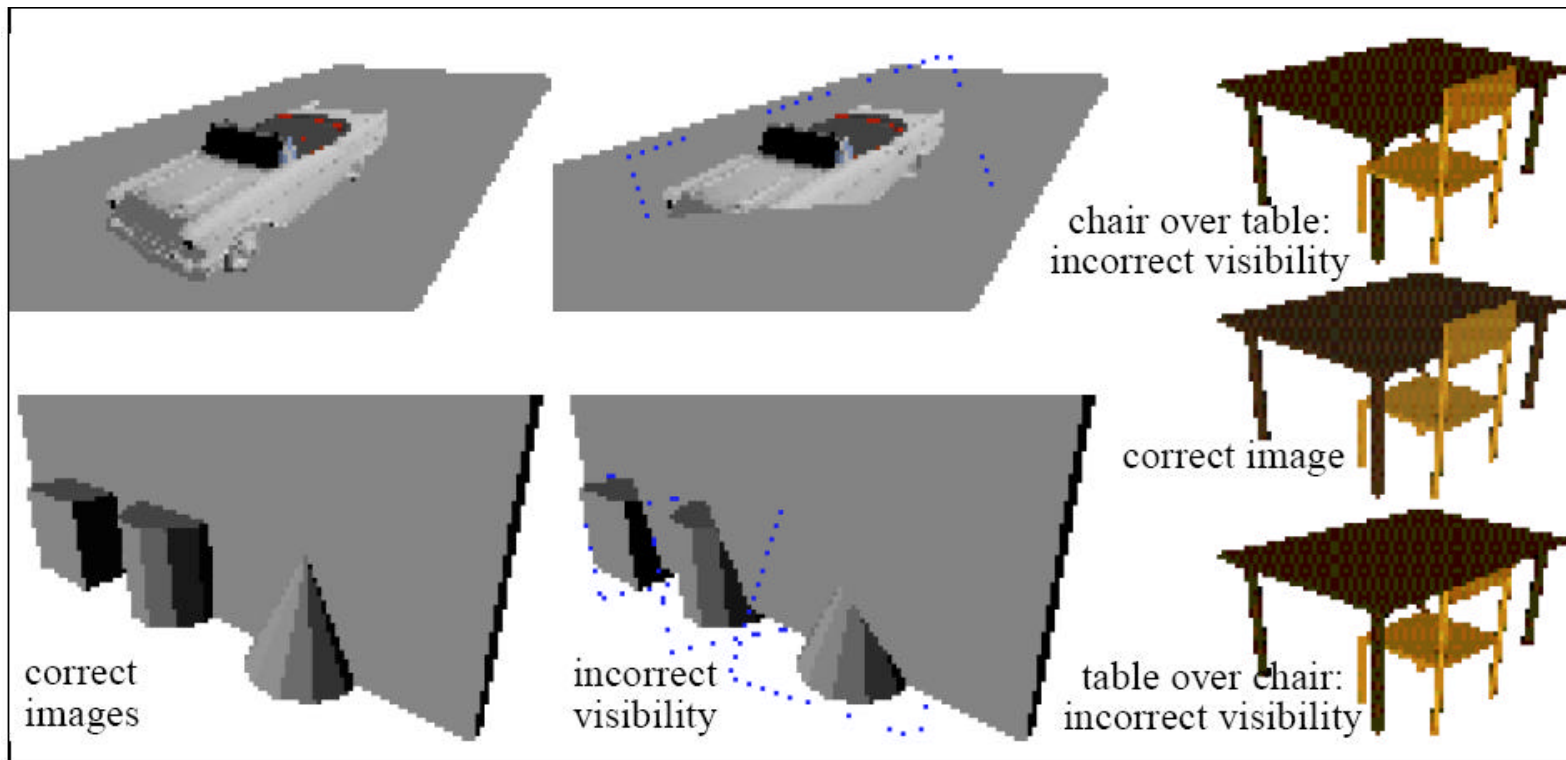 correct
images
incorrect
visibility
chair over table:
incorrect visibility
correct image
table over chair:
incorrect visibility